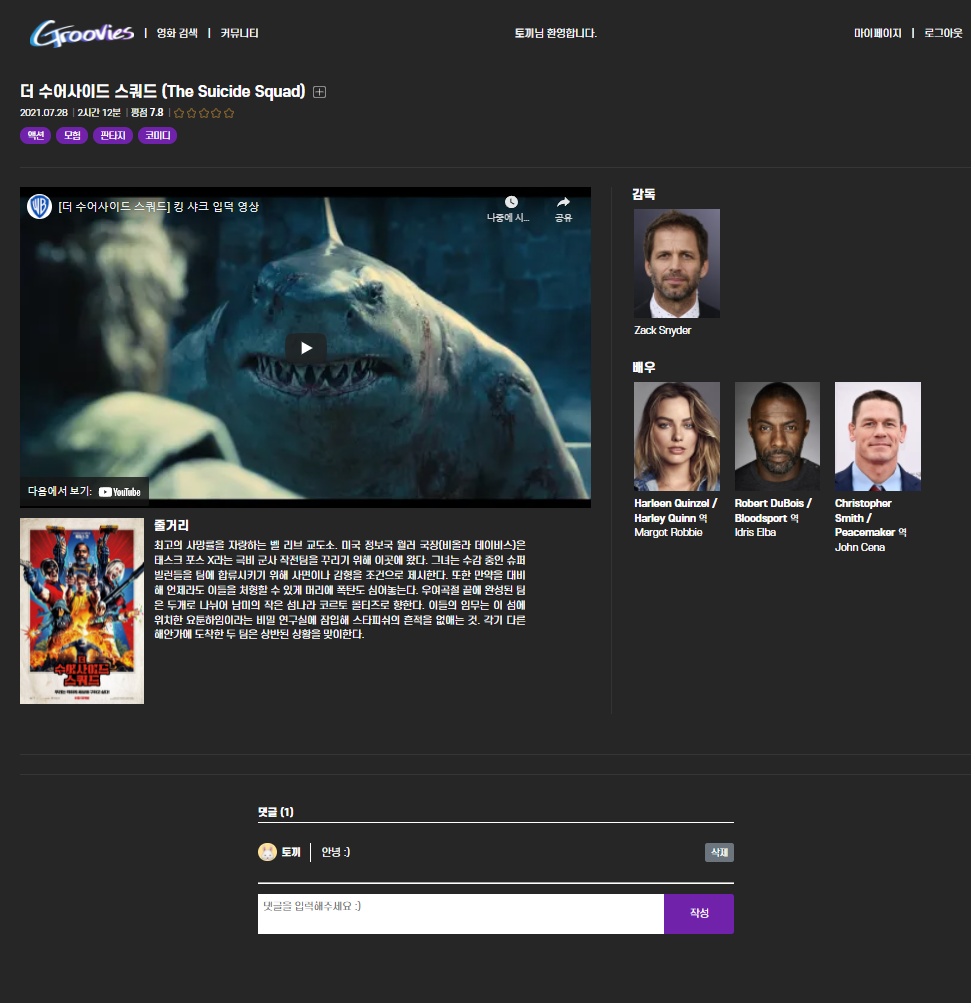 Groovies | 영화 검색 | 커뮤니티 토끼님 환영합니다. 마이페이지 | 로그아웃
더 수어사이드 스쿼드 (The Suicide Squad)
2021.07.28 | 2시간 12분 | 평점 7.8 |
액션 모험 판타지 코미디
[더 수어사이드 스쿼드] 킹 샤크 입덕 영상
나중에 시... 공유
다음에서 보기: YouTube
감독
Zack Snyder
배우
Harleen Quinzel /
Harley Quinn 역
Margot Robbie
Robert DuBois /
Bloodsport 역
Idris Elba
Christopher
Smith /
Peacemaker 역
John Cena
더
수어사이드
스쿼드
줄거리
최고의 사망률을 자랑하는 벨 리브 교도소. 미국 정보국 월러 국장(비올라 데이비스)은
태스크 포스 X라는 극비 군사 작전팀을 꾸리기 위해 이곳에 왔다. 그녀는 수감 중인 슈퍼
빌런들을 팀에 합류시키기 위해 사면이나 감형을 조건으로 제시한다. 또한 만약을 대비
해 언제라도 이들을 처형할 수 있게 머리에 폭탄도 심어놓는다. 우여곡절 끝에 완성된 팀
은 두개로 나뉘어 남미의 작은 섬나라 코르토 몰티즈로 향한다. 이들의 임무는 이 섬에
위치한 요툰하임이라는 비밀 연구실에 잠입해 스타피쉬의 흔적을 없애는 것. 각기 다른
해안가에 도착한 두 팀은 상반된 상황을 맞이한다.
댓글 (1)
토끼 안녕 :) 삭제
댓글을 입력해주세요 :) 작성